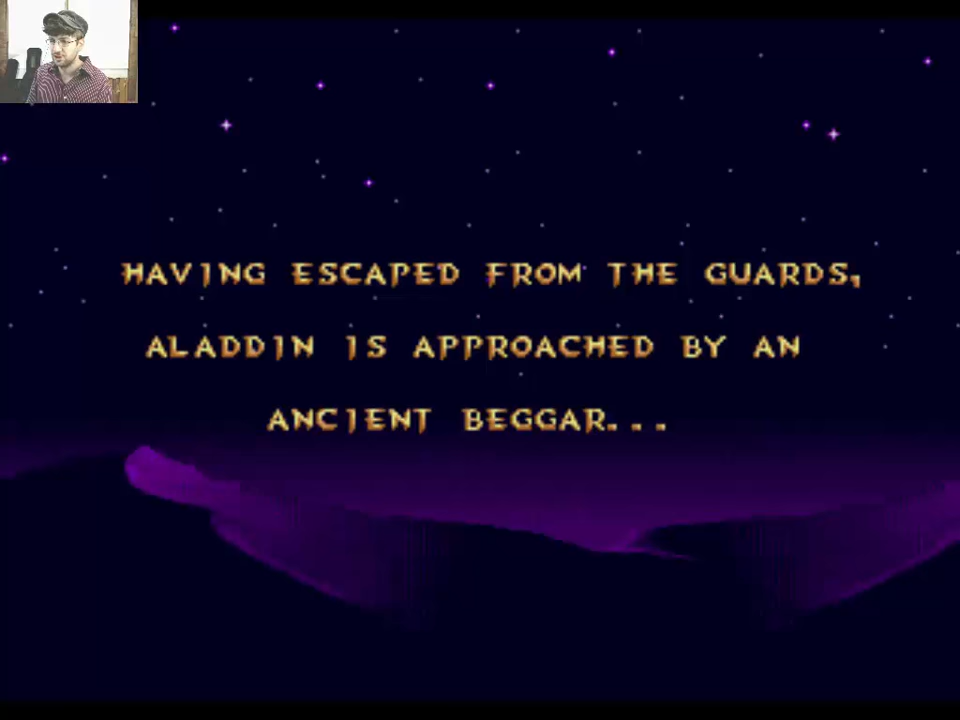 HAVING ESCAPED FROM THE GUARDS,
ALADDIN IS APPROACHED BY AN
ANCIENT BEGGAR...